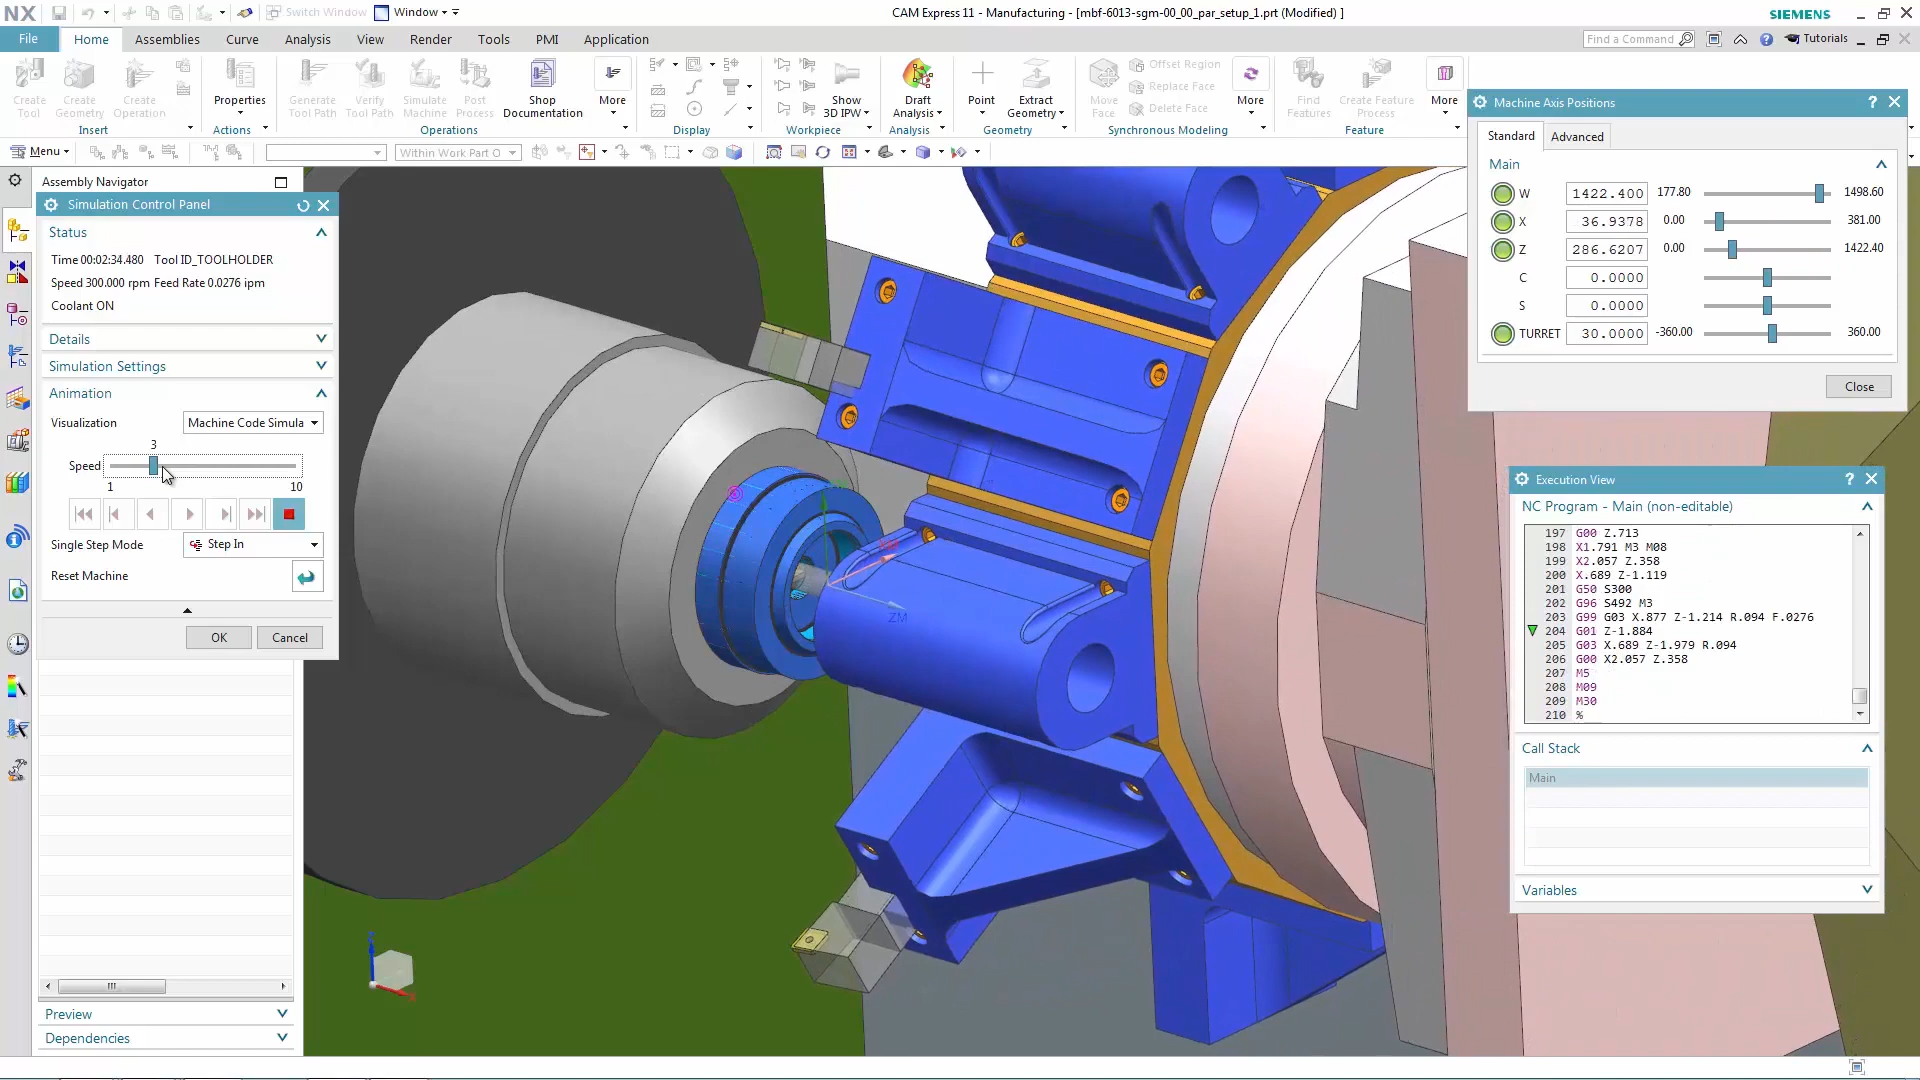 NX Switch Window Window CAM Express 11 - Manufacturing - [mbf-6013-sgm-00_00_par_setup_1.prt (Modified) ] SIEMENS
File Home Assemblies Curve Analysis View Render Tools PMI Application Find a Command Tutorials
Create Tool
Create Geometry
Create Operation
Insert
Properties
Actions
Generate Tool Path
Verify Tool Path
Simulate Machine
Post Process
Shop Documentation
More
Operations
Display
Show 3D IPW
Workpiece
Draft Analysis
Analysis
Point
Extract Geometry
Geometry
Move Face
Offset Region
Replace Face
Delete Face
More
Synchronous Modeling
Find Features
Create Feature Process
More
Feature
Menu Within Work Part O
Assembly Navigator
Simulation Control Panel
Status
Time 00:02:34.480 Tool ID_TOOLHOLDER
Speed 300.000 rpm Feed Rate 0.0276 ipm
Coolant ON
Details
Simulation Settings
Animation
Visualization Machine Code Simula
3
Speed
1 10
Single Step Mode Step In
Reset Machine
OK Cancel
Preview
Dependencies
ZM
X
Machine Axis Positions
Standard Advanced
Main
W 1422.400 177.80 1498.60
X 36.9378 0.00 381.00
Z 286.6207 0.00 1422.40
C 0.0000
S 0.0000
TURRET 30.0000 -360.00 360.00
Close
Execution View
NC Program - Main (non-editable)
197 G00 Z.713
198 X1.791 M3 M08
199 X2.057 Z.358
200 X.689 Z-1.119
201 G50 S300
202 G96 S492 M3
203 G99 G03 X.877 Z-1.214 R.094 F.0276
204 G01 Z-1.884
205 G03 X.689 Z-1.979 R.094
206 G00 X2.057 Z.358
207 M5
208 M09
209 M30
210 %
Call Stack
Main
Variables